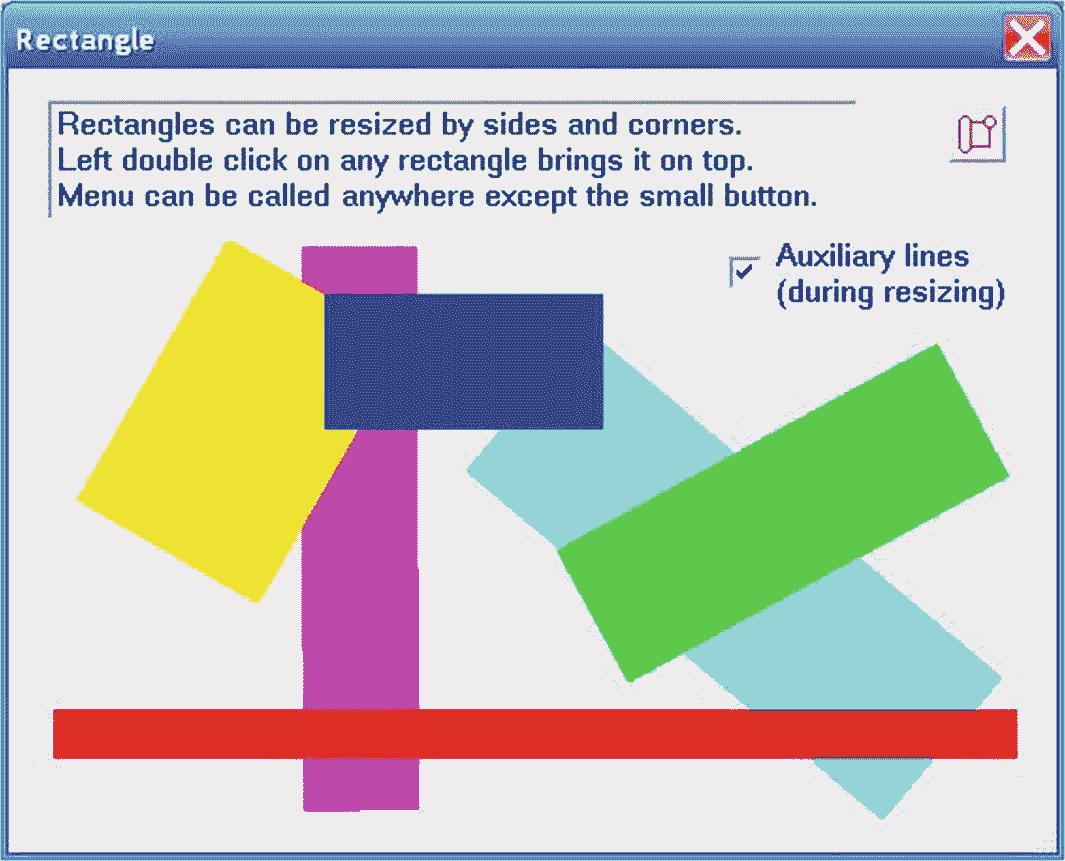 Rectangle
Rectangles can be resized by sides and corners.
Left double click on any rectangle brings it on top.
Menu can be called anywhere except the small button.
Auxiliary lines
(during resizing)